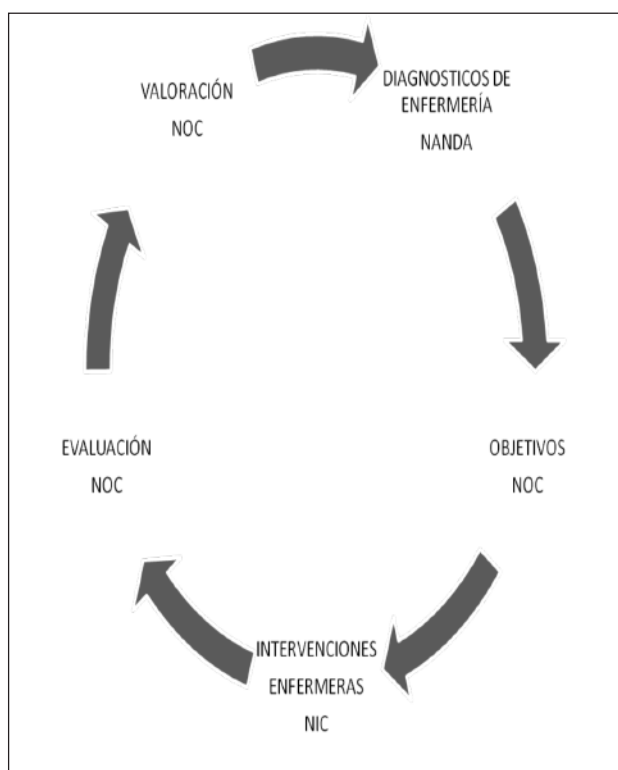 VALORACIÓN
NOC
DIAGNOSTICOS DE
ENFERMERÍA
NANDA
OBJETIVOS
NOC
INTERVENCIONES
ENFERMERAS
NIC
EVALUACIÓN
NOC